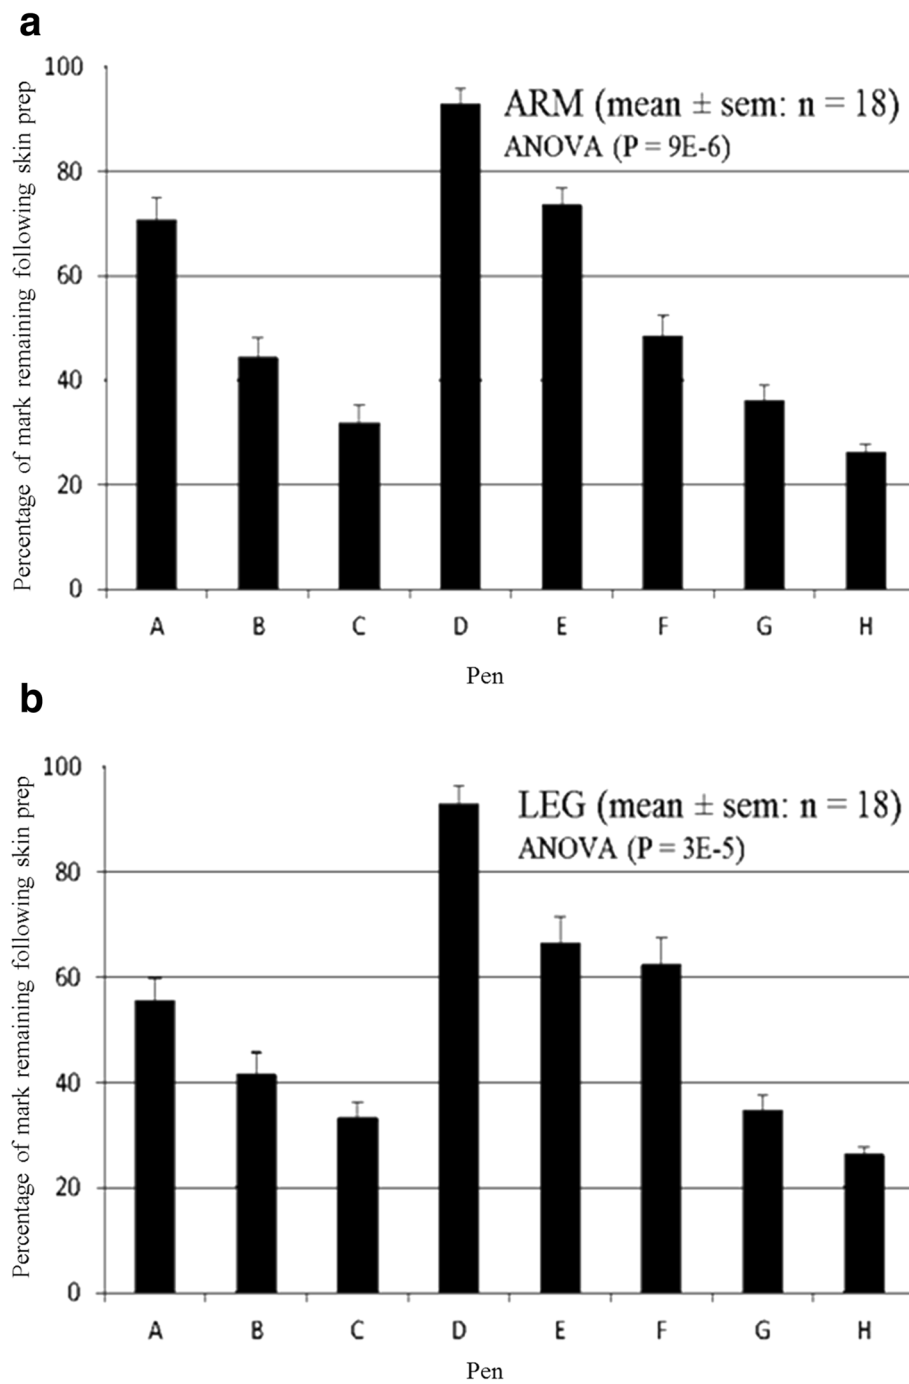 a
Percentage of mark remaining following skin prep
100
80
60
40
20
0
ARM (mean ± sem: n = 18)
ANOVA (P = 9E-6)
A B C D E F G H
Pen
b
Percentage of mark remaining following skin prep
100
80
60
40
20
0
LEG (mean ± sem: n = 18)
ANOVA (P = 3E-5)
A B C D E F G H
Pen